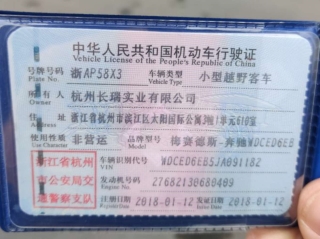 中华人民共和国机动车行驶证
Vehicle License of the People's Republic of China
号牌号码 浙AP58X3 车辆类型 小型越野客车
Plate No. Vehicle Type
所有人 杭州长瑞实业有限公司
Owner
住址 浙江省杭州市滨江区太阳国际公寓3幢1单元610室
Address
使用性质 非营运 品牌型号 梅赛德斯-奔驰WDCED6EB
Use Character Model
浙江省杭州 车辆识别代号 WDCED6EB5JA091182
VIN
市公安局交 发动机号码 27682130680409
Engine No.
通警察支队 注册日期 2018-01-12 发证日期 2018-01-12
Register Date Issue Date